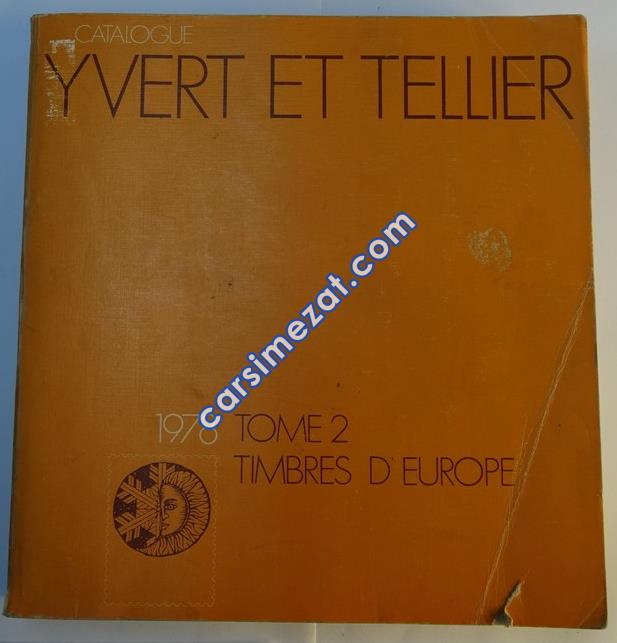 CATALOGUE
YVERT ET TELLIER
carsimezat.com
1978 TOME 2
TIMBRES D'EUROPE